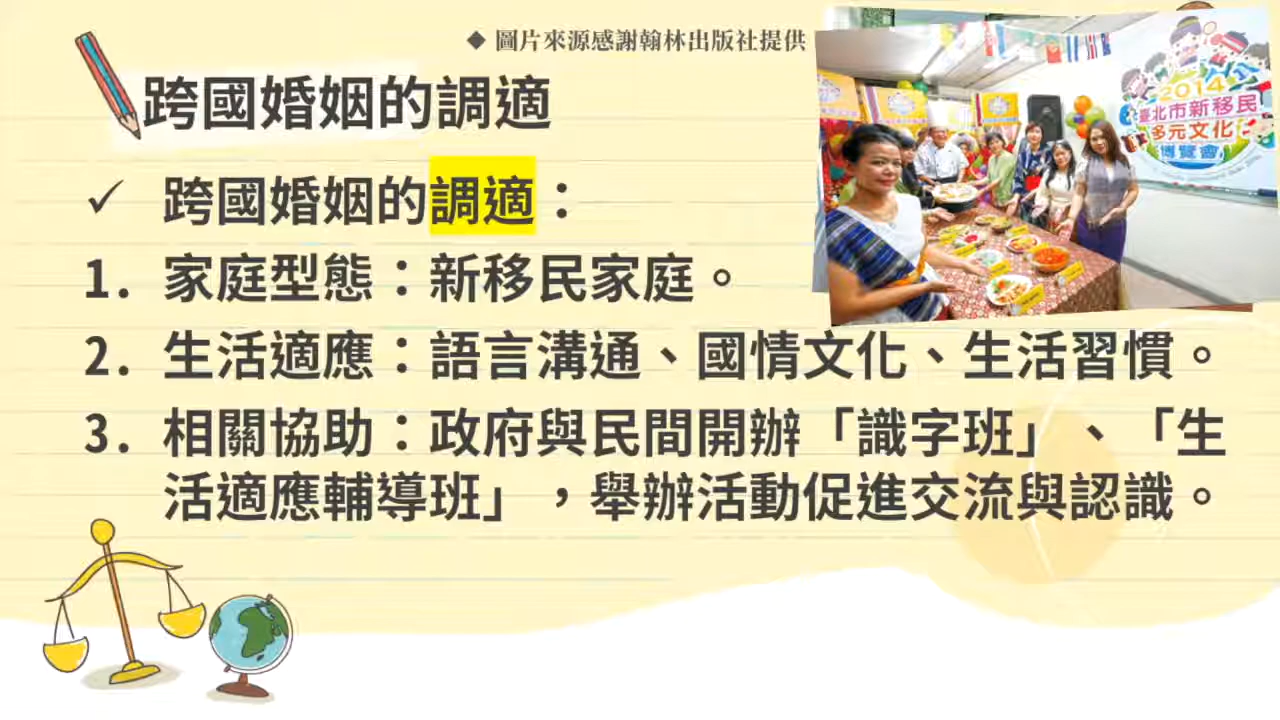 ◆ 圖片來源感謝翰林出版社提供
跨國婚姻的調適
✓ 跨國婚姻的調適：
1. 家庭型態：新移民家庭。
2. 生活適應：語言溝通、國情文化、生活習慣。
3. 相關協助：政府與民間開辦「識字班」、「生
活適應輔導班」，舉辦活動促進交流與認識。
2014
臺北市新移民
多元文化
博覽會